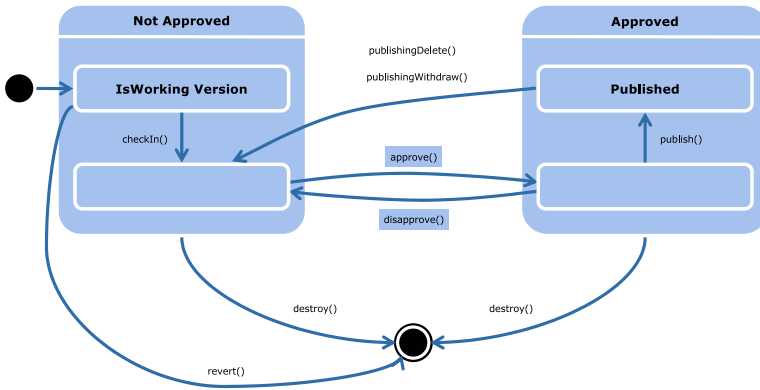 Not Approved
Approved
publishingDelete()
publishingWithdraw()
IsWorking Version
Published
checkIn()
publish()
approve()
disapprove()
destroy()
destroy()
revert()